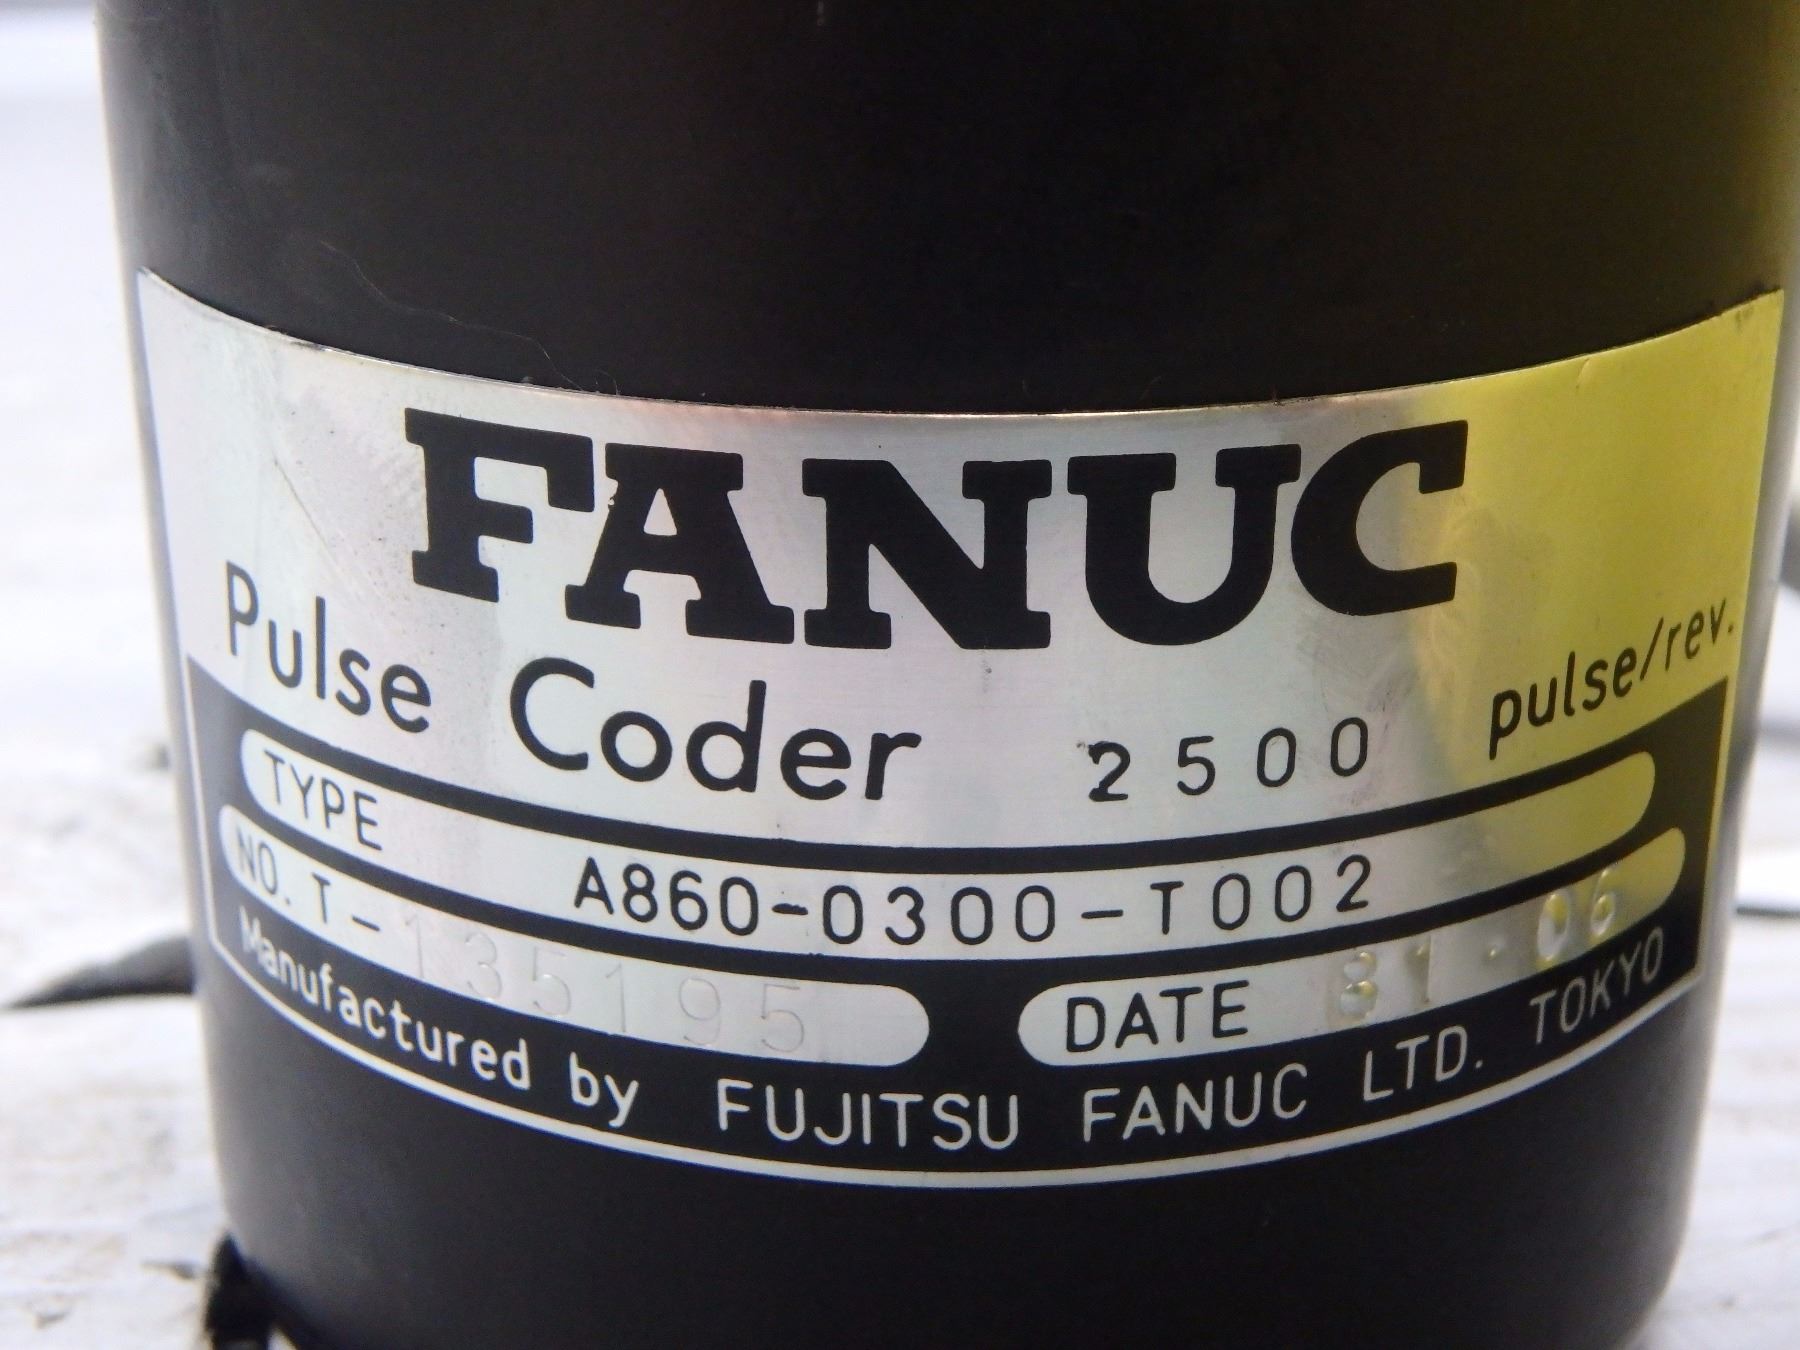 FANUC
Pulse Coder 2500 pulse/rev.
TYPE A860-0300-T002
NO. T-135195 DATE 81.06
Manufactured by FUJITSU FANUC LTD. TOKYO